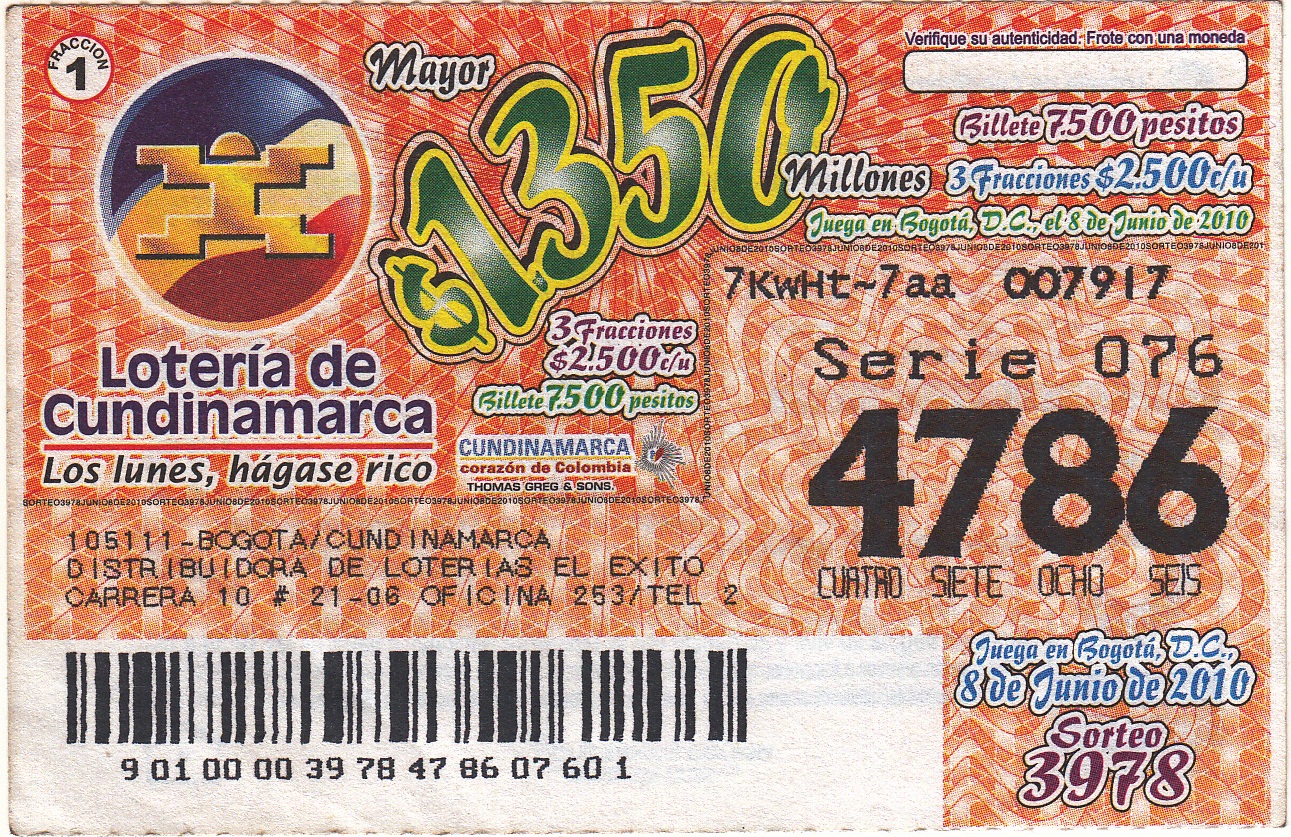 FRACCION
1
Mayor
$1.350
Millones
Verifique su autenticidad. Frote con una moneda
Billete 7.500 pesitos
3 Fracciones $2.500 c/u
Juega en Bogotá, D.C., el 8 de Junio de 2010
7KwHt~7aa 007917
Serie 076
4786
CUATRO SIETE OCHO SEIS
3 Fracciones
$2.500 c/u
Billete 7.500 pesitos
Lotería de
Cundinamarca
Los lunes, hágase rico
CUNDINAMARCA
corazón de Colombia
THOMAS GREG & SONS.
SORTEO3978JUNIO8DE2010SORTEO3978JUNIO8DE2010SORTEO3978JUNIO8DE2010SORTEO3978JUNIO8DE2010SORTEO3978
105111-BOGOTA/CUNDINAMARCA
DISTRIBUIDORA DE LOTERIAS EL EXITO
CARRERA 10 # 21-06 OFICINA 253/TEL 2
9 01 00 00 39 78 47 86 07 60 1
Juega en Bogotá, D.C.,
8 de Junio de 2010
Sorteo
3978